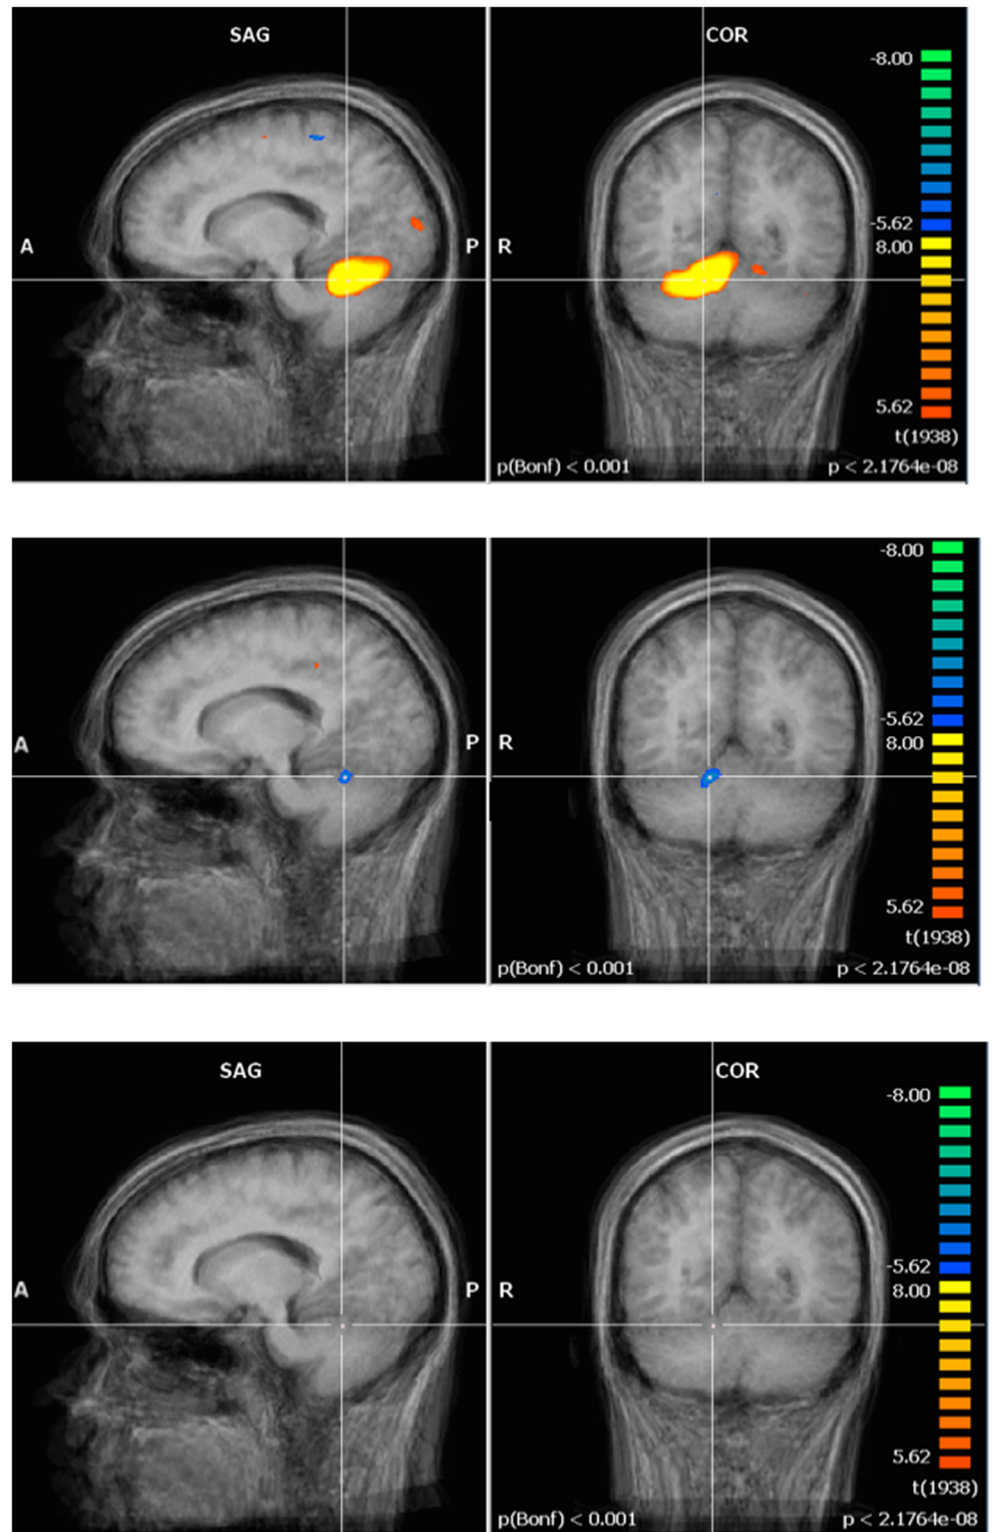 SAG
COR
-8.00
A
P
R
-5.62
8.00
5.62
t(1938)
p(Bonf) < 0.001
p < 2.1764e-08
-8.00
A
P
R
-5.62
8.00
5.62
t(1938)
p(Bonf) < 0.001
p < 2.1764e-08
SAG
COR
-8.00
A
P
R
-5.62
8.00
5.62
t(1938)
p(Bonf) < 0.001
p < 2.1764e-08